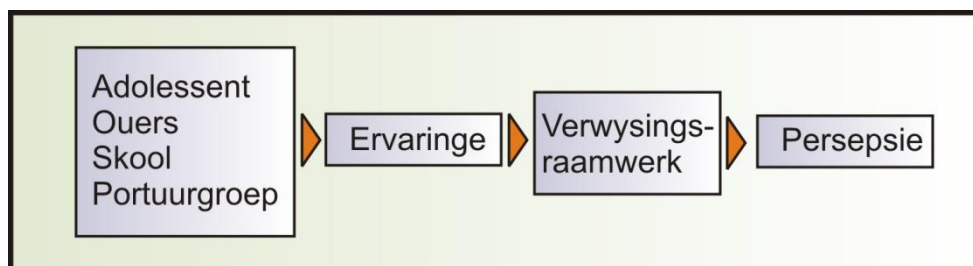 Adolessent
Ouers
Skool
Portuurgroep
Ervaringe
Verwysings-
raamwerk
Persepsie